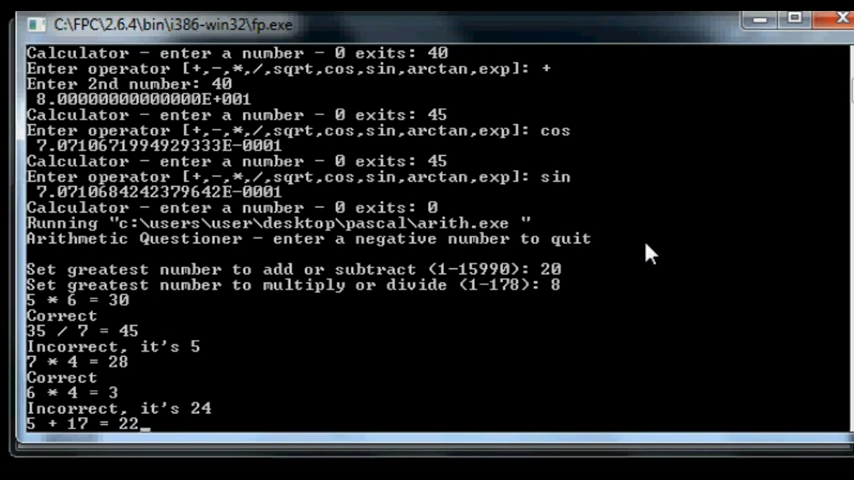 C:\FPC\2.6.4\bin\i386-win32\fp.exe
Calculator - enter a number - 0 exits: 40
Enter operator [+,-,*,/,sqrt,cos,sin,arctan,exp]: +
Enter 2nd number: 40
8.00000000000000E+001
Calculator - enter a number - 0 exits: 45
Enter operator [+,-,*,/,sqrt,cos,sin,arctan,exp]: cos
7.0710671994929333E-0001
Calculator - enter a number - 0 exits: 45
Enter operator [+,-,*,/,sqrt,cos,sin,arctan,exp]: sin
7.0710684242379642E-0001
Calculator - enter a number - 0 exits: 0
Running "c:\users\user\desktop\pascal\arith.exe "
Arithmetic Questioner - enter a negative number to quit
Set greatest number to add or subtract (1-15990): 20
Set greatest number to multiply or divide (1-178): 8
5 * 6 = 30
Correct
35 / 7 = 45
Incorrect, it's 5
7 * 4 = 28
Correct
6 * 4 = 3
Incorrect, it's 24
5 + 17 = 22_